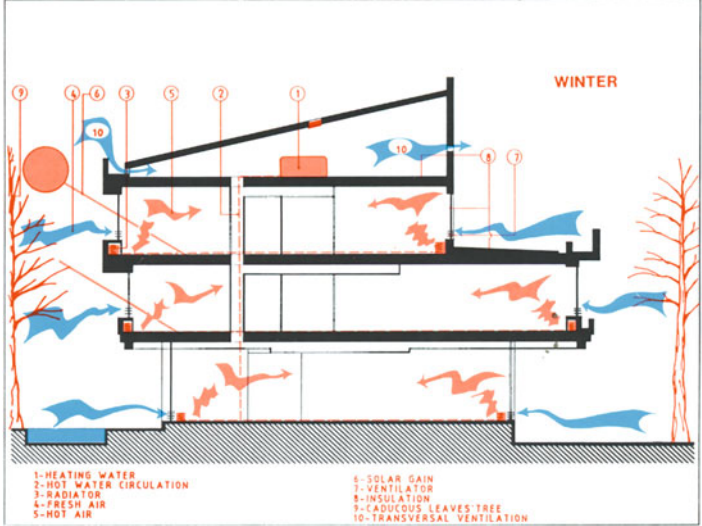 WINTER
9 4 6 3 5 2 1
10
10
8 7
1-HEATING WATER
2-HOT WATER CIRCULATION
3-RADIATOR
4-FRESH AIR
5-HOT AIR
6-SOLAR GAIN
7-VENTILATOR
8-INSULATION
9-CADUCOUS LEAVES TREE
10-TRANSVERSAL VENTILATION